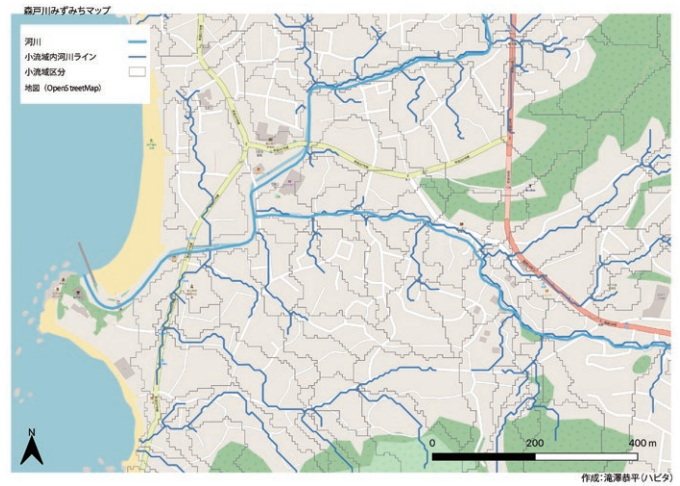 森戸川みずみちマップ
河川
小流域内河川ライン
小流域区分
地図（OpenStreetMap）
N
0 200 400 m
作成：滝澤恭平（ハビタ）